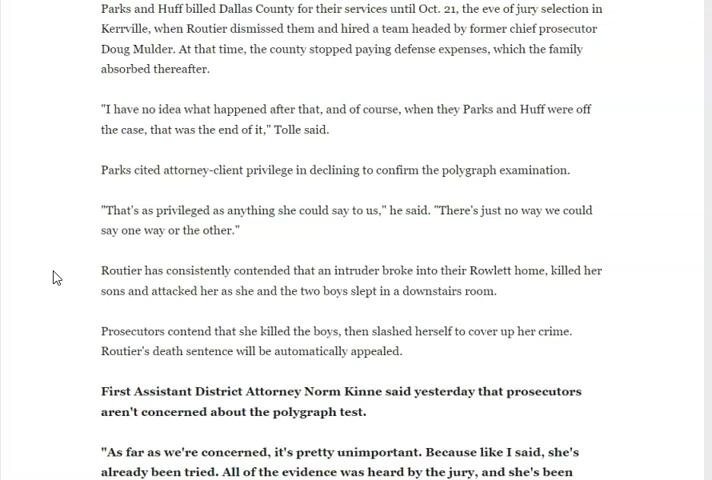 Parks and Huff billed Dallas County for their services until Oct. 21, the eve of jury selection in
Kerrville, when Routier dismissed them and hired a team headed by former chief prosecutor
Doug Mulder. At that time, the county stopped paying defense expenses, which the family
absorbed thereafter.
"I have no idea what happened after that, and of course, when they Parks and Huff were off
the case, that was the end of it," Tolle said.
Parks cited attorney-client privilege in declining to confirm the polygraph examination.
"That's as privileged as anything she could say to us," he said. "There's just no way we could
say one way or the other."
Routier has consistently contended that an intruder broke into their Rowlett home, killed her
sons and attacked her as she and the two boys slept in a downstairs room.
Prosecutors contend that she killed the boys, then slashed herself to cover up her crime.
Routier's death sentence will be automatically appealed.
First Assistant District Attorney Norm Kinne said yesterday that prosecutors
aren't concerned about the polygraph test.
"As far as we're concerned, it's pretty unimportant. Because like I said, she's
already been tried. All of the evidence was heard by the jury, and she's been